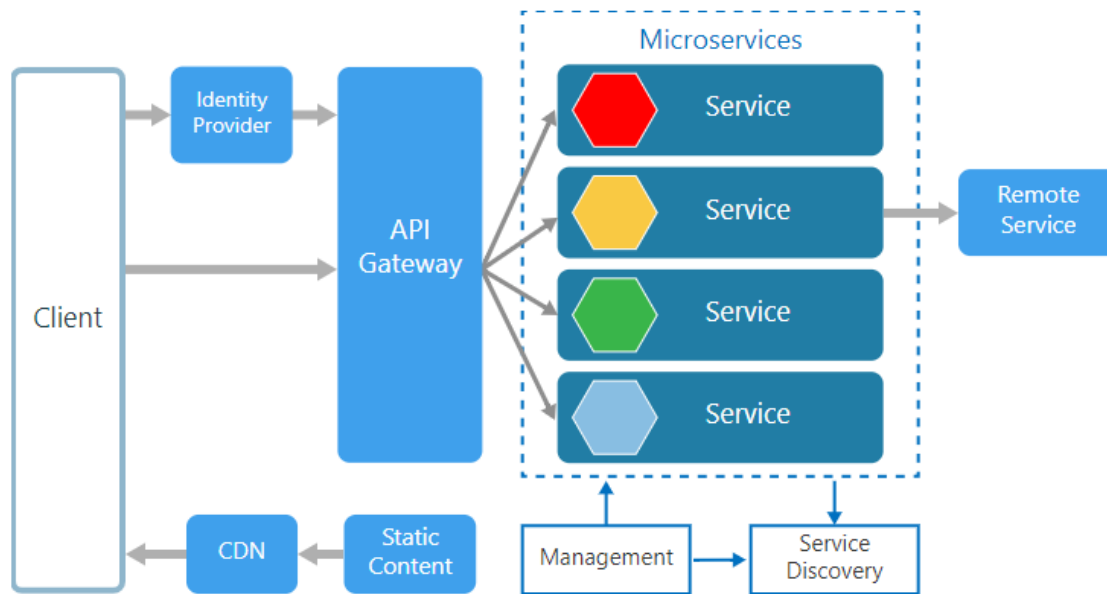 Microservices
Identity
Provider
API
Gateway
Service
Service
Service
Service
Remote
Service
Client
CDN
Static
Content
Management
Service
Discovery